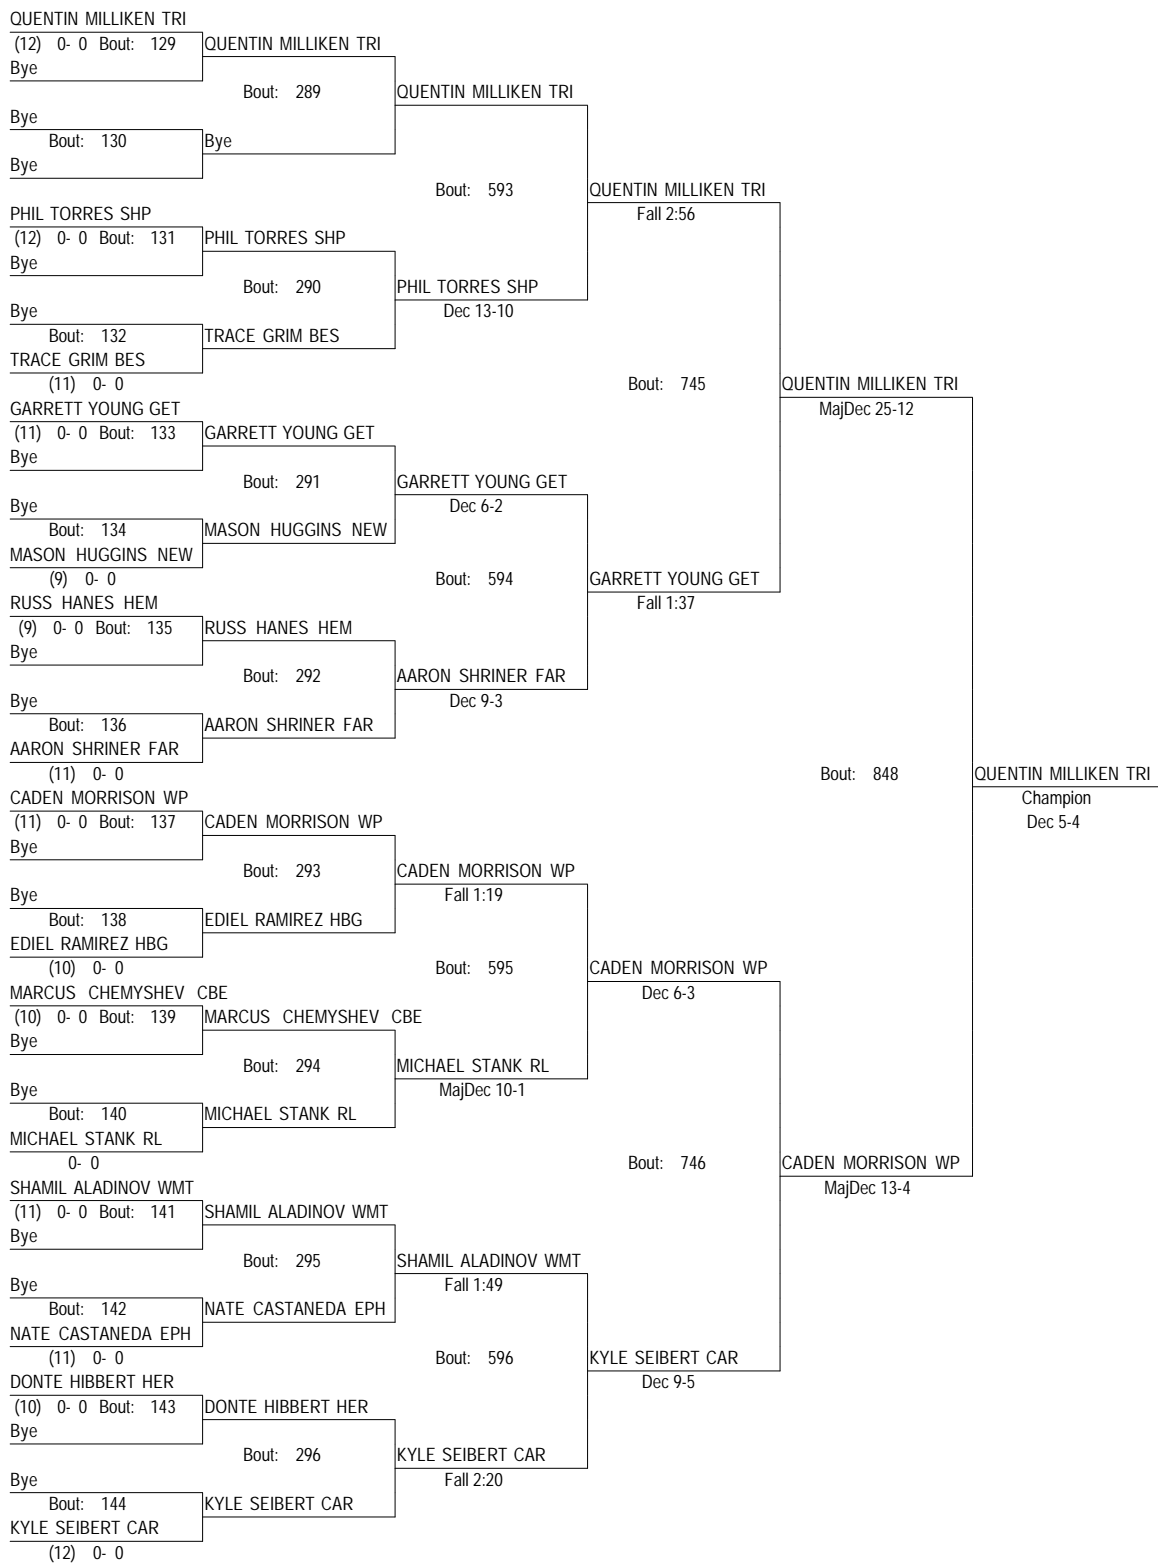 QUENTIN MILLIKEN TRI
(12) 0- 0 Bout: 129
Bye
QUENTIN MILLIKEN TRI
Bout: 289
QUENTIN MILLIKEN TRI
Bye
Bout: 130
Bye
Bye
Bout: 593
QUENTIN MILLIKEN TRI
Fall 2:56
PHIL TORRES SHP
(12) 0- 0 Bout: 131
Bye
PHIL TORRES SHP
Bout: 290
PHIL TORRES SHP
Dec 13-10
Bye
Bout: 132
TRACE GRIM BES
TRACE GRIM BES
(11) 0- 0
Bout: 745
QUENTIN MILLIKEN TRI
MajDec 25-12
GARRETT YOUNG GET
(11) 0- 0 Bout: 133
Bye
GARRETT YOUNG GET
Bout: 291
GARRETT YOUNG GET
Dec 6-2
Bye
Bout: 134
MASON HUGGINS NEW
MASON HUGGINS NEW
(9) 0- 0
Bout: 594
GARRETT YOUNG GET
Fall 1:37
RUSS HANES HEM
(9) 0- 0 Bout: 135
Bye
RUSS HANES HEM
Bout: 292
AARON SHRINER FAR
Dec 9-3
Bye
Bout: 136
AARON SHRINER FAR
AARON SHRINER FAR
(11) 0- 0
Bout: 848
QUENTIN MILLIKEN TRI
Champion
Dec 5-4
CADEN MORRISON WP
(11) 0- 0 Bout: 137
Bye
CADEN MORRISON WP
Bout: 293
CADEN MORRISON WP
Fall 1:19
Bye
Bout: 138
EDIEL RAMIREZ HBG
EDIEL RAMIREZ HBG
(10) 0- 0
Bout: 595
CADEN MORRISON WP
Dec 6-3
MARCUS CHEMYSHEV CBE
(10) 0- 0 Bout: 139
Bye
MARCUS CHEMYSHEV CBE
Bout: 294
MICHAEL STANK RL
MajDec 10-1
Bye
Bout: 140
MICHAEL STANK RL
MICHAEL STANK RL
0- 0
Bout: 746
CADEN MORRISON WP
MajDec 13-4
SHAMIL ALADINOV WMT
(11) 0- 0 Bout: 141
Bye
SHAMIL ALADINOV WMT
Bout: 295
SHAMIL ALADINOV WMT
Fall 1:49
Bye
Bout: 142
NATE CASTANEDA EPH
NATE CASTANEDA EPH
(11) 0- 0
Bout: 596
KYLE SEIBERT CAR
Dec 9-5
DONTE HIBBERT HER
(10) 0- 0 Bout: 143
Bye
DONTE HIBBERT HER
Bout: 296
KYLE SEIBERT CAR
Fall 2:20
Bye
Bout: 144
KYLE SEIBERT CAR
KYLE SEIBERT CAR
(12) 0- 0